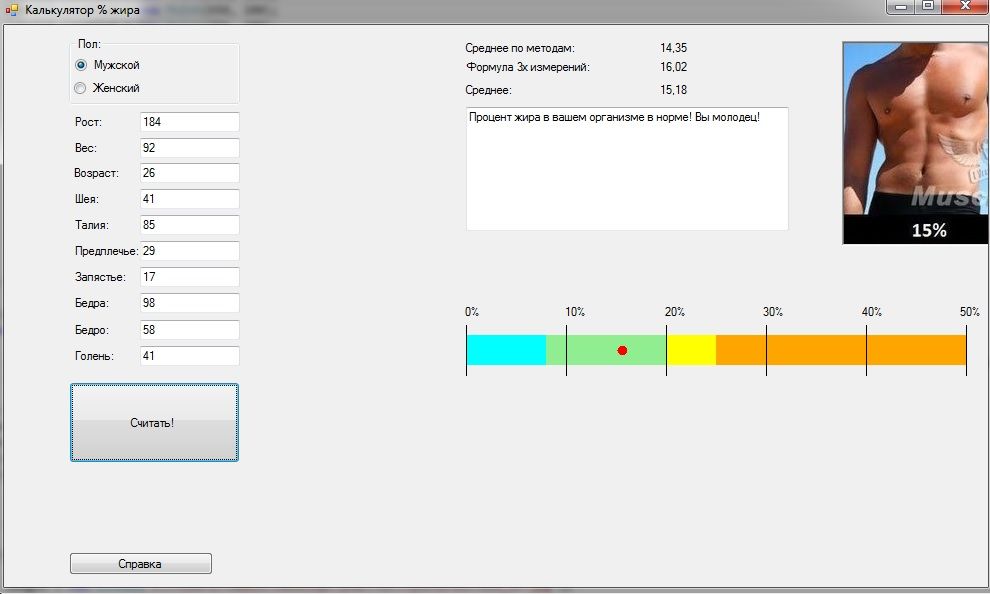 Калькулятор % жира
Пол:
Мужской
Женский
Рост: 184
Вес: 92
Возраст: 26
Шея: 41
Талия: 85
Предплечье: 29
Запястье: 17
Бедра: 98
Бедро: 58
Голень: 41
Считать!
Справка
Среднее по методам: 14,35
Формула 3х измерений: 16,02
Среднее: 15,18
Процент жира в вашем организме в норме! Вы молодец!
15%
0% 10% 20% 30% 40% 50%